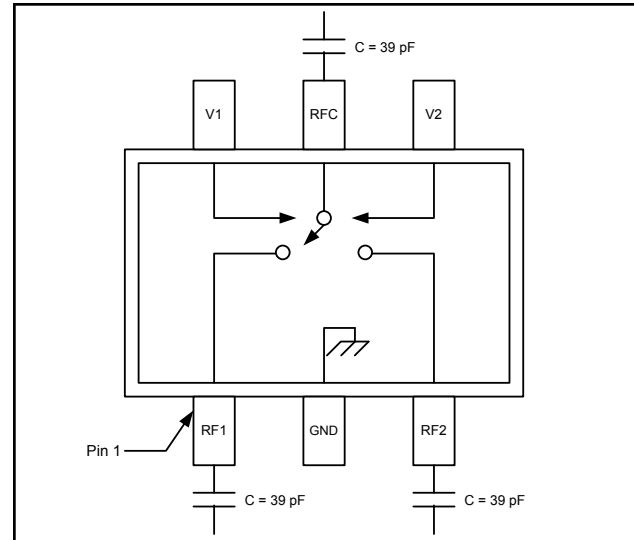 C = 39 pF
V1
RFC
V2
RF1
GND
RF2
Pin 1
C = 39 pF
C = 39 pF